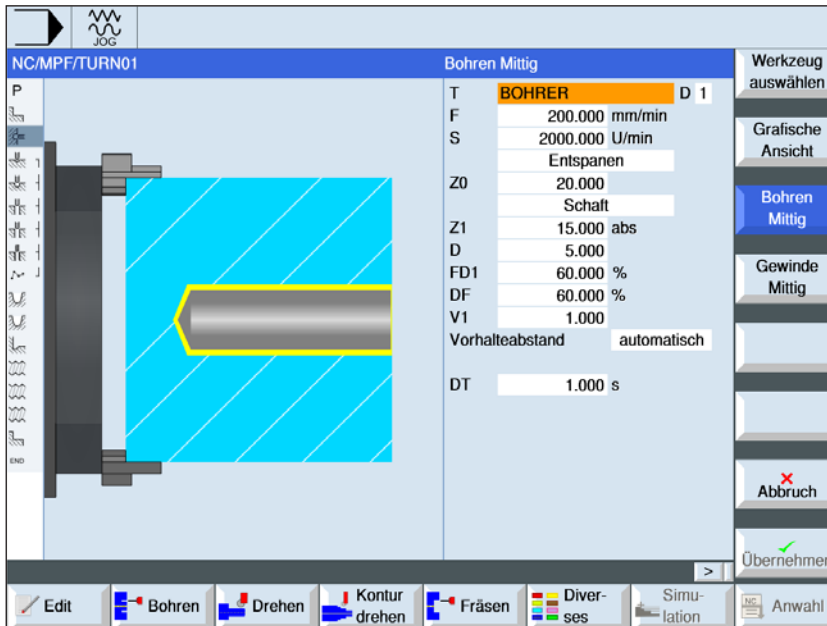 JOG
NC/MPF/TURN01
Bohren Mittig
P
END
T BOHRER D 1
F 200.000 mm/min
S 2000.000 U/min
Entspanen
Z0 20.000
Schaft
Z1 15.000 abs
D 5.000
FD1 60.000 %
DF 60.000 %
V1 1.000
Vorhalteabstand automatisch
DT 1.000 s
Werkzeug
auswählen
Grafische
Ansicht
Bohren
Mittig
Gewinde
Mittig
Abbruch
Übernehmen
>
Edit
Bohren
Drehen
Kontur
drehen
Fräsen
Diver-
ses
Simu-
lation
NC
Anwahl